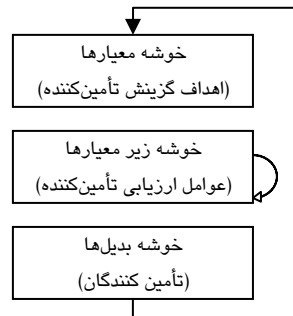 خوشه معیارها
(اهداف گزینش تأمین‌کننده)
خوشه زیر معیارها
(عوامل ارزیابی تأمین‌کننده)
خوشه بدیل‌ها
(تأمین کنندگان)